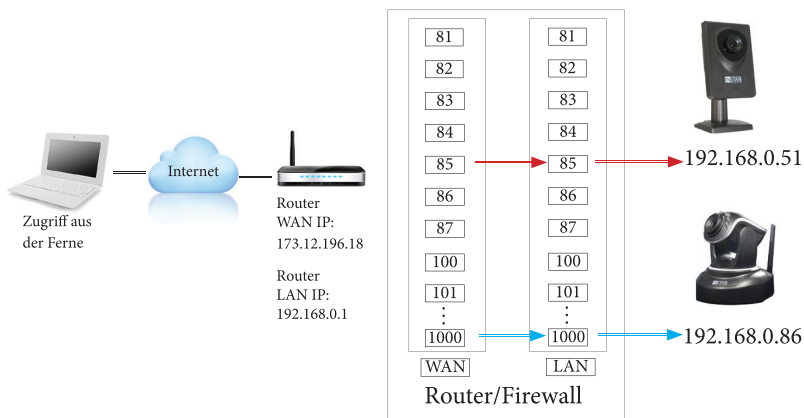 Zugriff aus
der Ferne
Internet
Router
WAN IP:
173.12.196.18
Router
LAN IP:
192.168.0.1
81
82
83
84
85
86
87
100
101
1000
WAN
81
82
83
84
85
86
87
100
101
1000
LAN
Router/Firewall
192.168.0.51
192.168.0.86